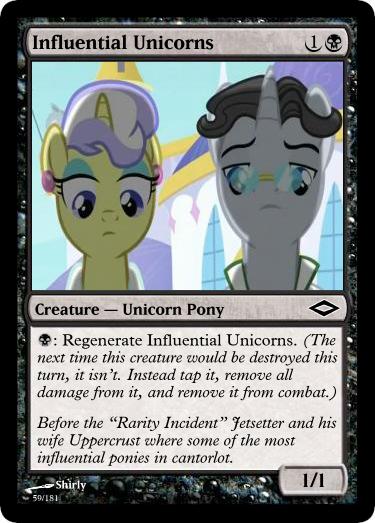 Influential Unicorns 1
Creature — Unicorn Pony
: Regenerate Influential Unicorns. (The
next time this creature would be destroyed this
turn, it isn't. Instead tap it, remove all
damage from it, and remove it from combat.)
Before the “Rarity Incident” Jetsetter and his
wife Uppercrust where some of the most
influential ponies in cantorlot.
1/1
Shirly
59/181